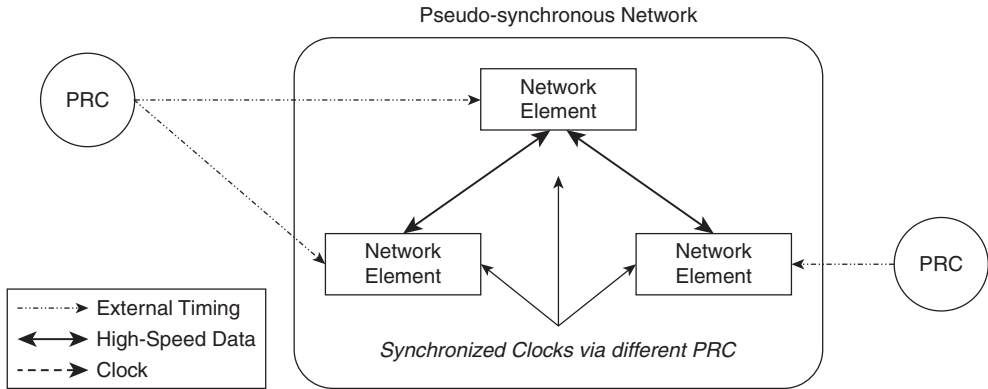 Pseudo-synchronous Network
PRC
Network
Element
Network
Element
Network
Element
PRC
External Timing
High-Speed Data
Clock
Synchronized Clocks via different PRC